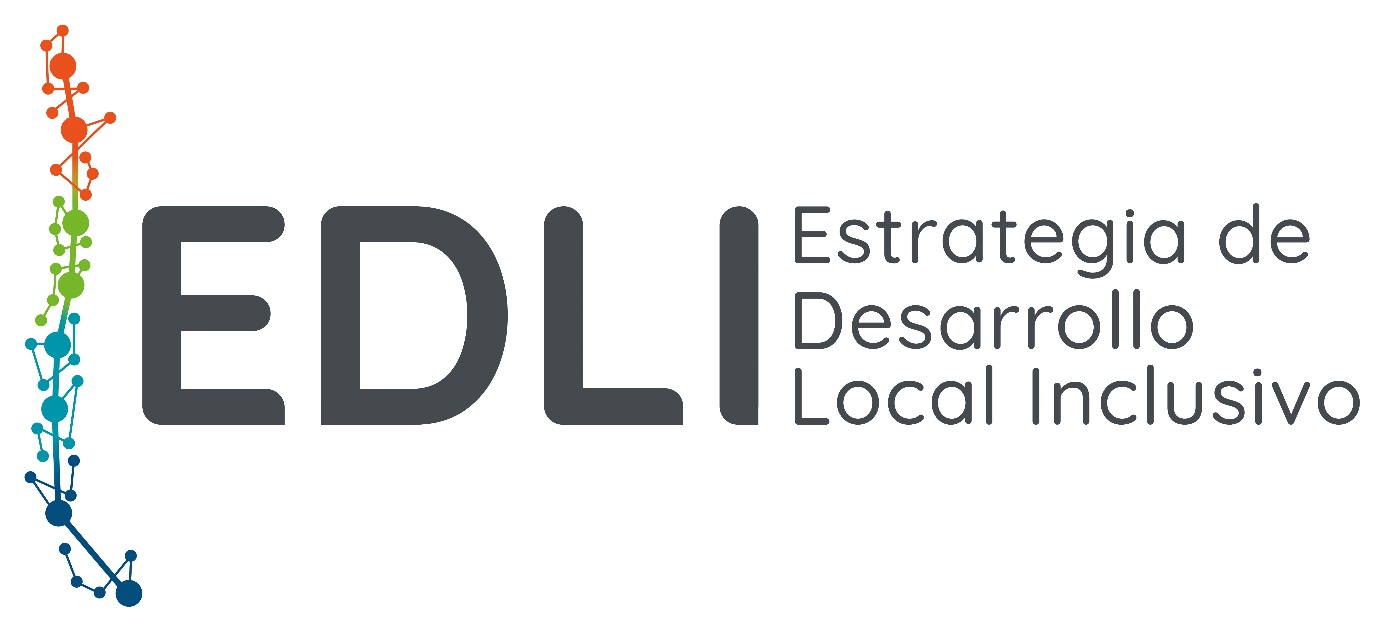 EDLI
Estrategia de
Desarrollo
Local Inclusivo